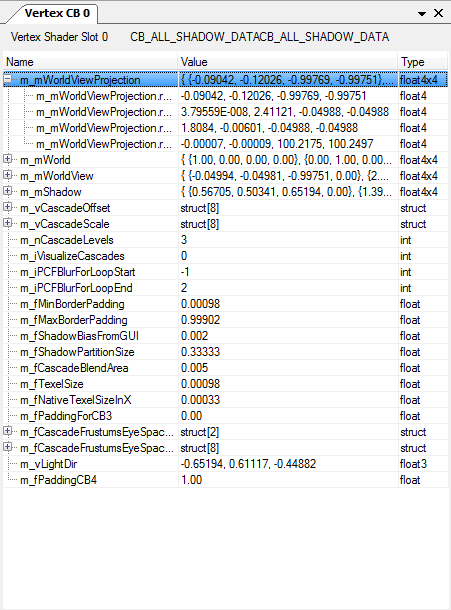 Vertex CB 0
Vertex Shader Slot 0 CB_ALL_SHADOW_DATACB_ALL_SHADOW_DATA
Name Value Type
m_mWorldViewProjection { {-0.09042, -0.12026, -0.99769, -0.99751},... float4x4
m_mWorldViewProjection.r... -0.09042, -0.12026, -0.99769, -0.99751 float4
m_mWorldViewProjection.r... 3.79559E-008, 2.41121, -0.04988, -0.04988 float4
m_mWorldViewProjection.r... 1.8084, -0.00601, -0.04988, -0.04988 float4
m_mWorldViewProjection.r... -0.00007, -0.00009, 100.2175, 100.2497 float4
m_mWorld { {1.00, 0.00, 0.00, 0.00}, {0.00, 1.00, 0.00... float4x4
m_mWorldView { {-0.04994, -0.04981, -0.99751, 0.00}, {2.... float4x4
m_mShadow { {0.56705, 0.50341, 0.65194, 0.00}, {1.39... float4x4
m_vCascadeOffset struct[8] struct
m_vCascadeScale struct[8] struct
m_nCascadeLevels 3 int
m_iVisualizeCascades 0 int
m_iPCFBlurForLoopStart -1 int
m_iPCFBlurForLoopEnd 2 int
m_fMinBorderPadding 0.00098 float
m_fMaxBorderPadding 0.99902 float
m_fShadowBiasFromGUI 0.002 float
m_fShadowPartitionSize 0.33333 float
m_fCascadeBlendArea 0.005 float
m_fTexelSize 0.00098 float
m_fNativeTexelSizeInX 0.00033 float
m_fPaddingForCB3 0.00 float
m_fCascadeFrustumsEyeSpac... struct[2] struct
m_fCascadeFrustumsEyeSpac... struct[8] struct
m_vLightDir -0.65194, 0.61117, -0.44882 float3
m_fPaddingCB4 1.00 float